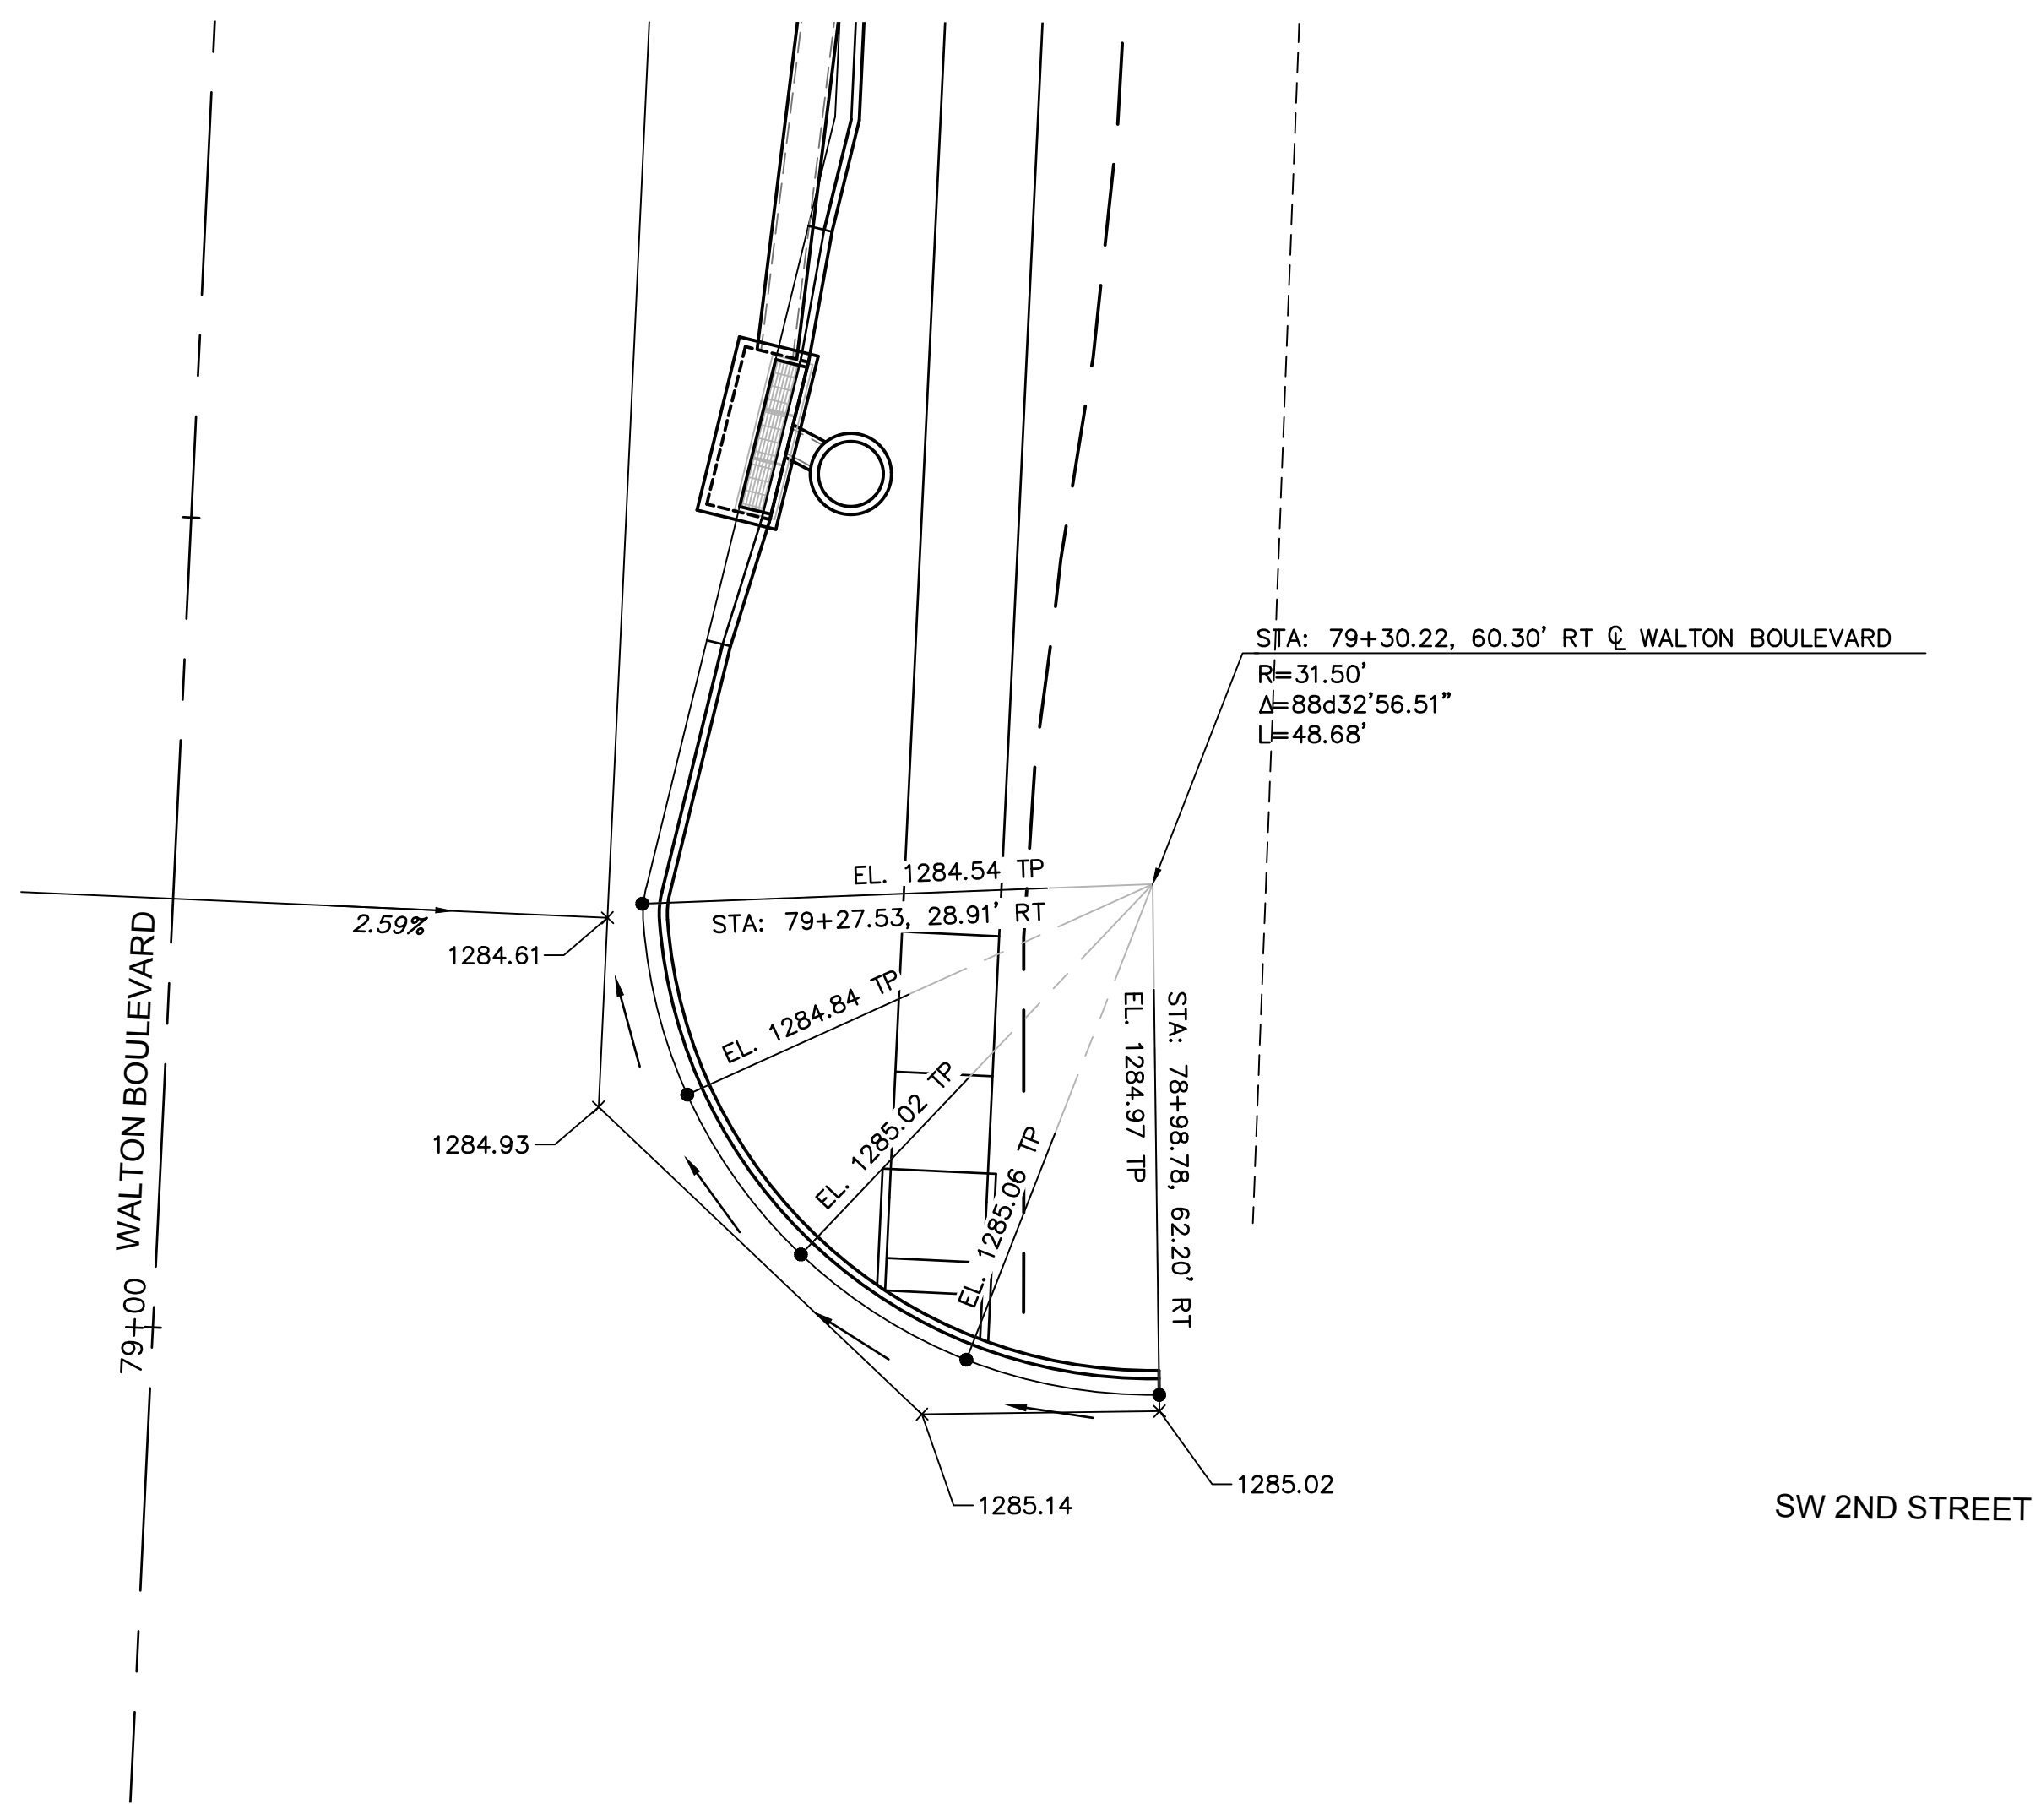 STA: 79+30.22, 60.30' RT ℄ WALTON BOULEVARD
R=31.50'
Δ=88d32'56.51"
L=48.68'
EL. 1284.54 TP
STA: 79+27.53, 28.91' RT
2.59%
1284.61
EL. 1284.84 TP
EL. 1285.02 TP
EL. 1285.06 TP
EL. 1284.97 TP
STA: 78+98.78, 62.20' RT
1284.93
79+00 WALTON BOULEVARD
1285.02
1285.14
SW 2ND STREET